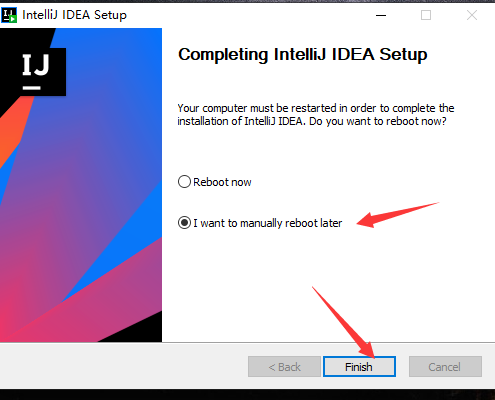 IntelliJ IDEA Setup
IJ
Completing IntelliJ IDEA Setup
Your computer must be restarted in order to complete the
installation of IntelliJ IDEA. Do you want to reboot now?
Reboot now
I want to manually reboot later
< Back
Finish
Cancel